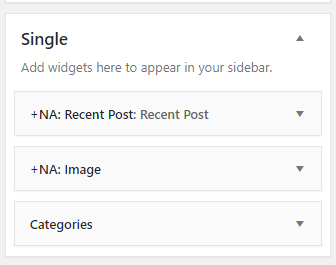 Single
Add widgets here to appear in your sidebar.
+NA: Recent Post: Recent Post
+NA: Image
Categories